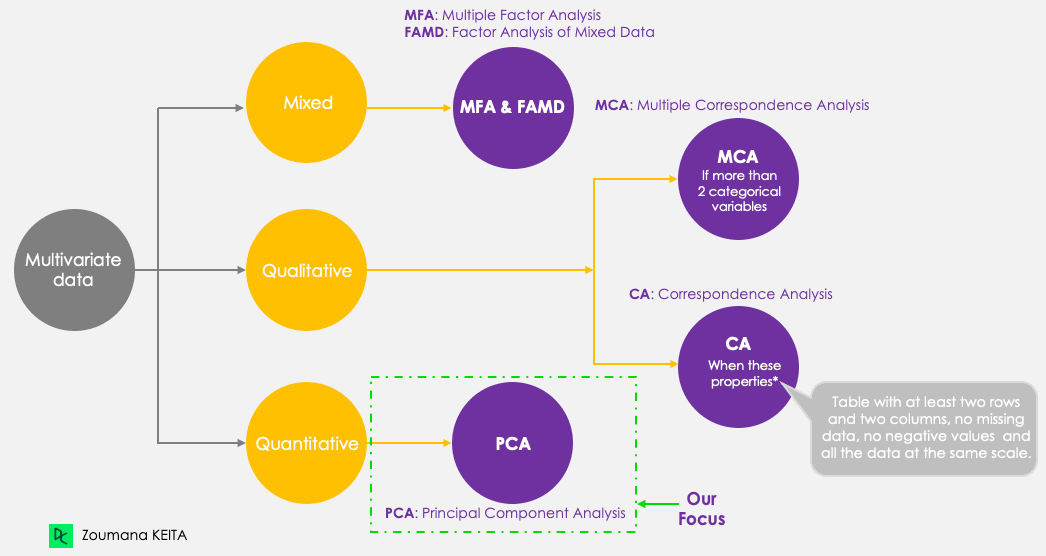 MFA: Multiple Factor Analysis
FAMD: Factor Analysis of Mixed Data
Mixed
MFA & FAMD
MCA: Multiple Correspondence Analysis
MCA
If more than
2 categorical
variables
Multivariate
data
Qualitative
CA: Correspondence Analysis
CA
When these
properties*
Table with at least two rows
and two columns, no missing
data, no negative values and
all the data at the same scale.
Quantitative
PCA
PCA: Principal Component Analysis
Our
Focus
DC
Zoumana KEITA